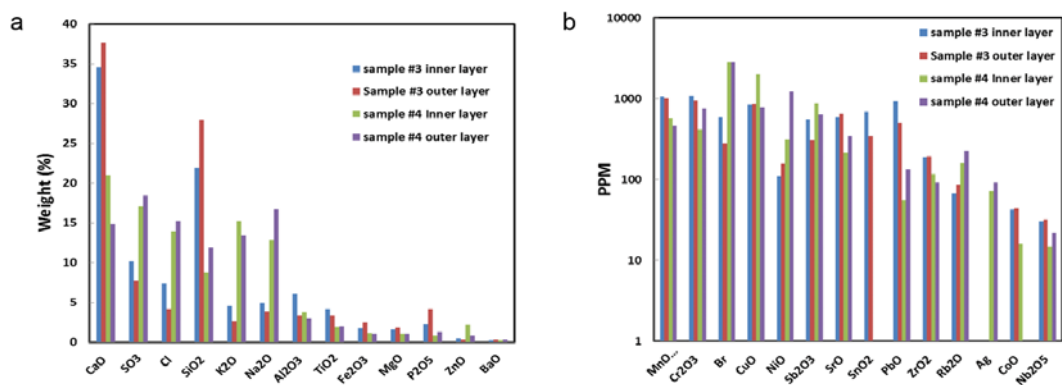 a
40
35
30
25
20
15
10
5
0
Weight (%)
sample #3 inner layer
Sample #3 outer layer
sample #4 Inner layer
sample #4 outer layer
CaO
SO3
Cl
SiO2
K2O
Na2O
Al2O3
TiO2
Fe2O3
MgO
P2O5
ZnO
BaO
b
10000
1000
100
10
1
PPM
sample #3 inner layer
Sample #3 outer layer
sample #4 Inner layer
sample #4 outer layer
MnO...
Cr2O3
Br
CuO
NiO
Sb2O3
SrO
SnO2
PbO
ZrO2
Rb2O
Ag
CoO
Nb2O5